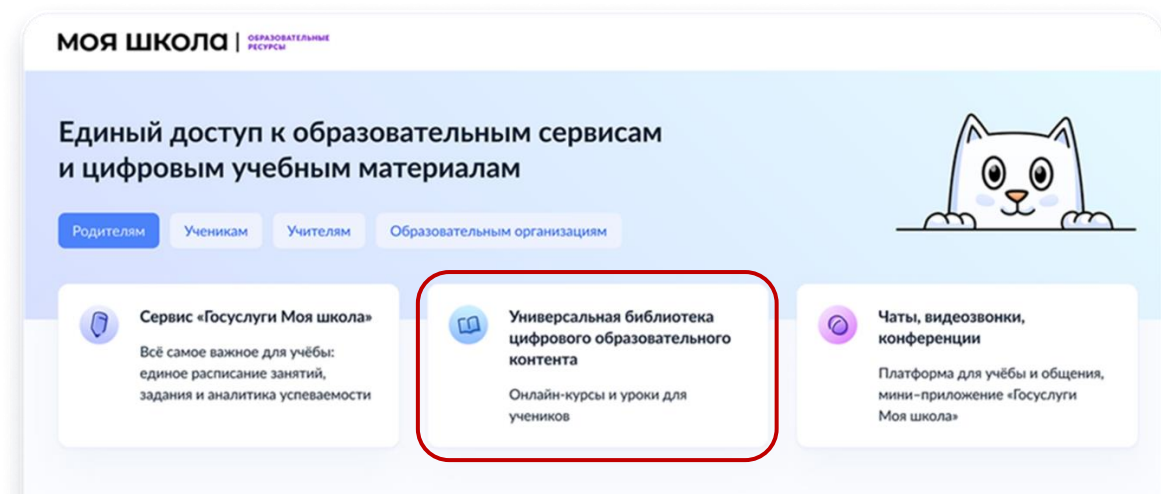 МОЯ ШКОЛА | ОБРАЗОВАТЕЛЬНЫЕ
РЕСУРСЫ
Единый доступ к образовательным сервисам
и цифровым учебным материалам
Родителям
Ученикам
Учителям
Образовательным организациям
Сервис «Госуслуги Моя школа»
Всё самое важное для учёбы:
единое расписание занятий,
задания и аналитика успеваемости
Универсальная библиотека
цифрового образовательного
контента
Онлайн-курсы и уроки для
учеников
Чаты, видеозвонки,
конференции
Платформа для учёбы и общения,
мини–приложение «Госуслуги
Моя школа»